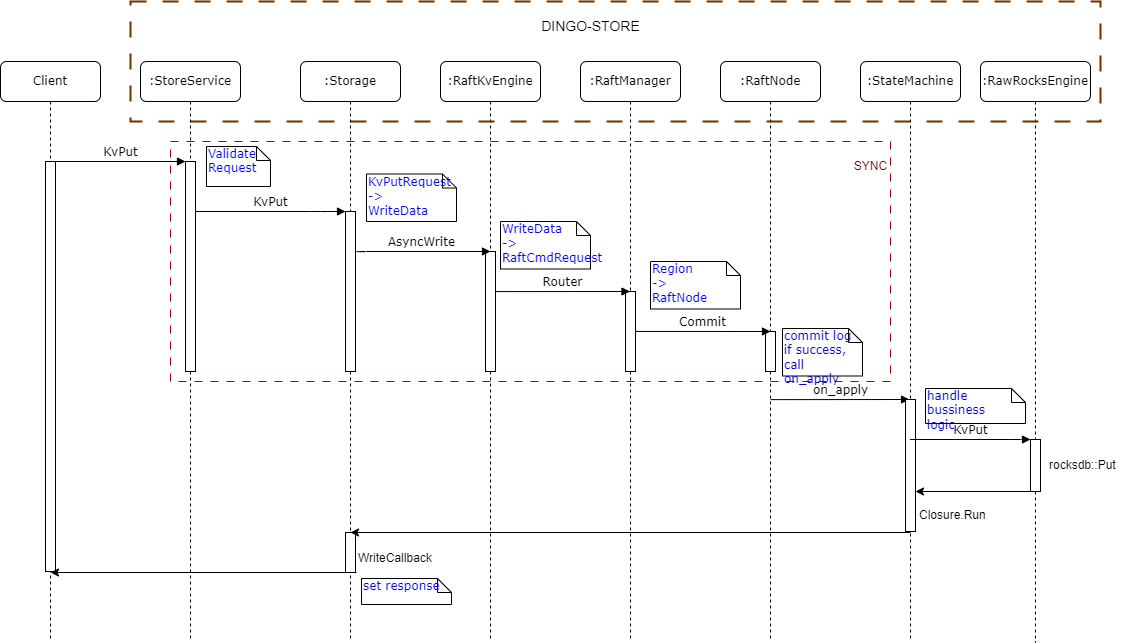 DINGO-STORE
Client
:StoreService
:Storage
:RaftKvEngine
:RaftManager
:RaftNode
:StateMachine
:RawRocksEngine
KvPut
Validate
Request
SYNC
KvPut
KvPutRequest
->
WriteData
AsyncWrite
WriteData
->
RaftCmdRequest
Router
Region
->
RaftNode
Commit
commit log
if success,
call
on_apply
on_apply
handle
bussiness
logic
KvPut
rocksdb::Put
Closure.Run
WriteCallback
set response